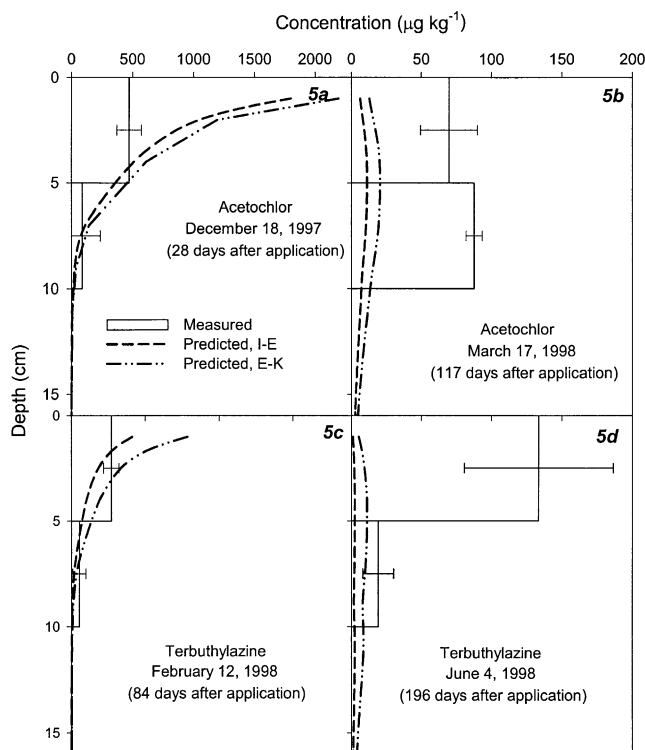 Concentration (µg kg⁻¹)
0 500 1000 1500 2000 0 50 100 150 200
0
5a
5b
5
Acetochlor
December 18, 1997
(28 days after application)
10
Measured
Predicted, I-E
Predicted, E-K
Acetochlor
March 17, 1998
(117 days after application)
15
Depth (cm)
0
5c
5d
5
10
Terbuthylazine
February 12, 1998
(84 days after application)
Terbuthylazine
June 4, 1998
(196 days after application)
15